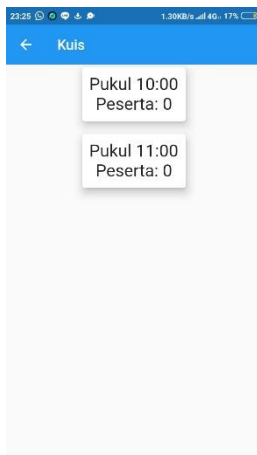 23:25 1.30KB/s 4G 17%
Kuis
Pukul 10:00
Peserta: 0
Pukul 11:00
Peserta: 0